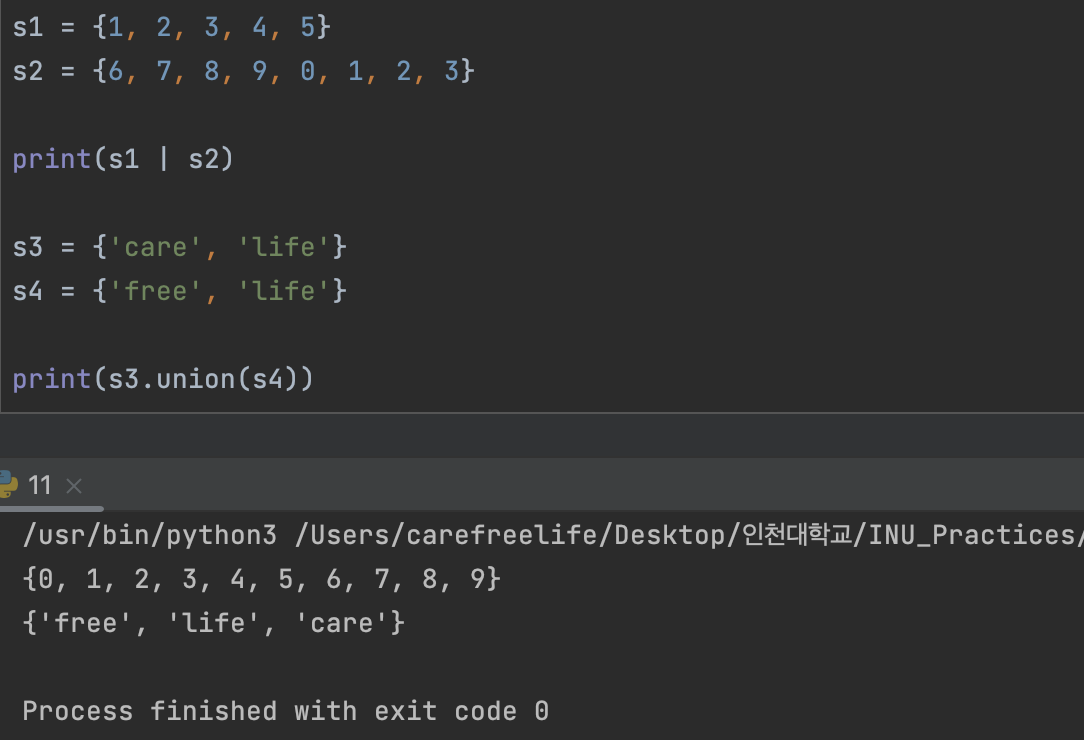 s1 = {1, 2, 3, 4, 5}
s2 = {6, 7, 8, 9, 0, 1, 2, 3}
print(s1 | s2)
s3 = {'care', 'life'}
s4 = {'free', 'life'}
print(s3.union(s4))
11
/usr/bin/python3 /Users/carefreelife/Desktop/인천대학교/INU_Practices/
{0, 1, 2, 3, 4, 5, 6, 7, 8, 9}
{'free', 'life', 'care'}
Process finished with exit code 0